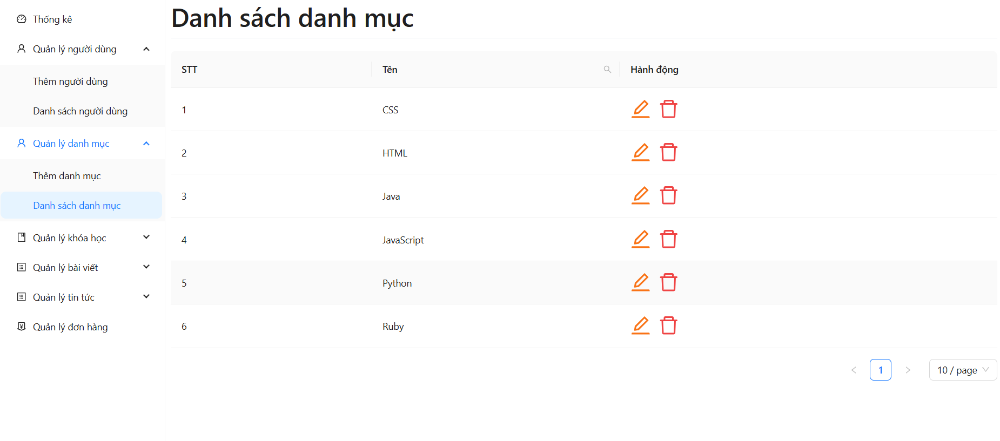 Thống kê
Quản lý người dùng
Thêm người dùng
Danh sách người dùng
Quản lý danh mục
Thêm danh mục
Danh sách danh mục
Quản lý khóa học
Quản lý bài viết
Quản lý tin tức
Quản lý đơn hàng
Danh sách danh mục
STT Tên Hành động
1 CSS
2 HTML
3 Java
4 JavaScript
5 Python
6 Ruby
< 1 > 10 / page